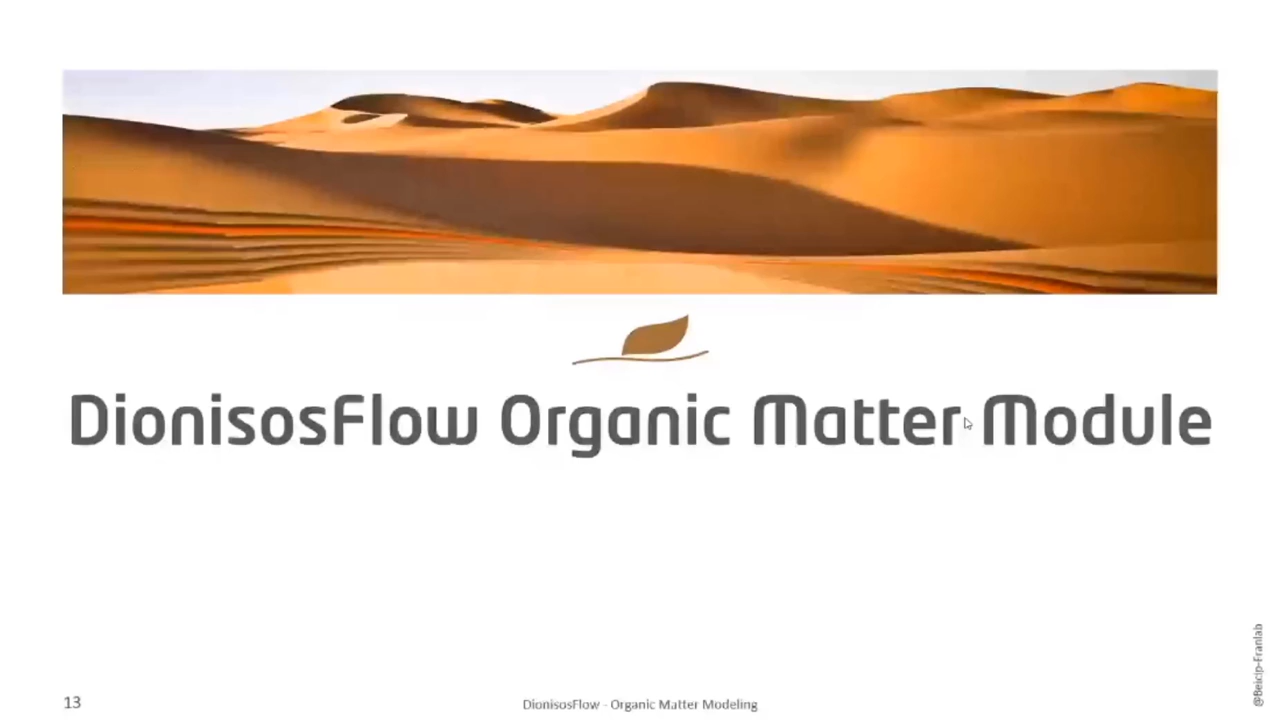 DionisosFlow Organic Matter Module
@Beicip-Franlab
13
DionisosFlow - Organic Matter Modeling